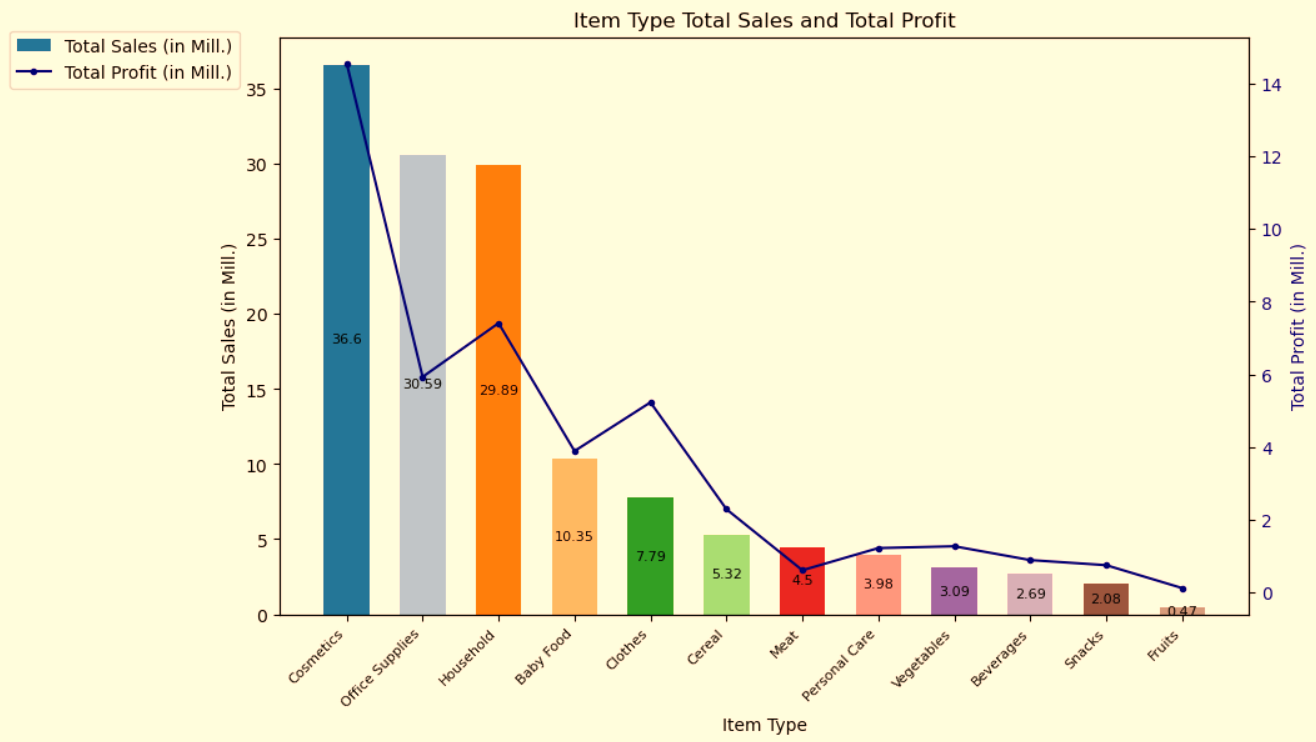 Item Type Total Sales and Total Profit
Total Sales (in Mill.)
Total Profit (in Mill.)
35
30
25
20
15
10
5
0
Total Sales (in Mill.)
36.6
30.59
29.89
10.35
7.79
5.32
4.5
3.98
3.09
2.69
2.08
0.47
14
12
10
8
6
4
2
0
Total Profit (in Mill.)
Cosmetics
Office Supplies
Household
Baby Food
Clothes
Cereal
Meat
Personal Care
Vegetables
Beverages
Snacks
Fruits
Item Type